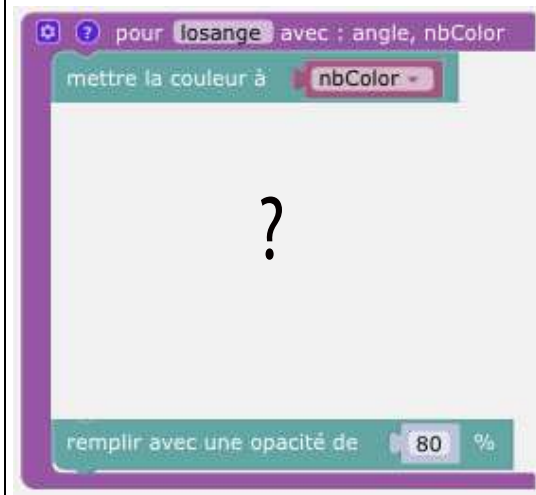 ? pour losange avec : angle, nbColor
mettre la couleur à nbColor
?
remplir avec une opacité de 80 %